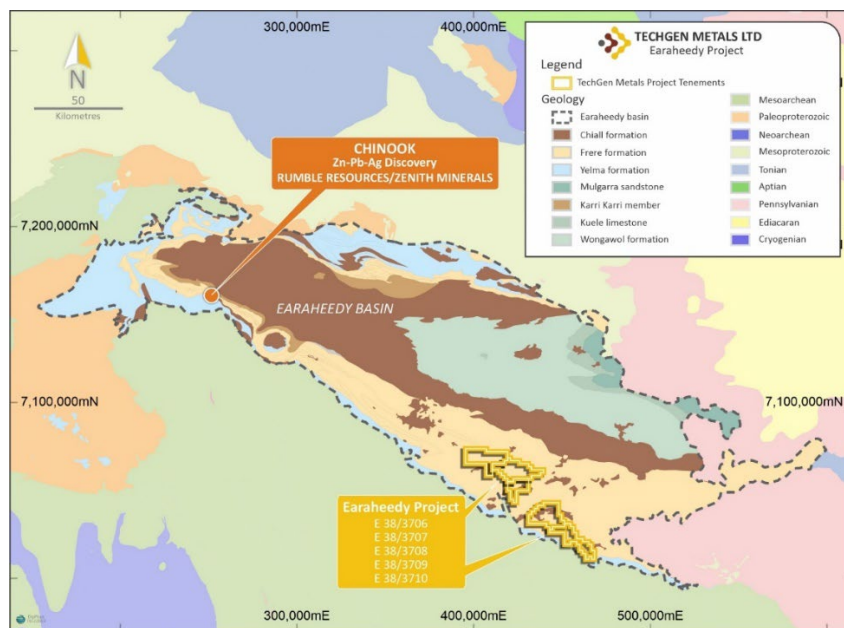 300,000mE
400,000mE
N
50
Kilometres
TECHGEN METALS LTD
Earaheedy Project
Legend
TechGen Metals Project Tenements
Geology
Earaheedy basin
Chiall formation
Frere formation
Yelma formation
Mulgarra sandstone
Karri Karri member
Kuele limestone
Wongawol formation
Mesoarchean
Paleoproterozoic
Neoarchean
Mesoproterozoic
Tonian
Aptian
Pennsylvanian
Ediacaran
Cryogenian
CHINOOK
Zn-Pb-Ag Discovery
RUMBLE RESOURCES/ZENITH MINERALS
7,200,000mN
EARAHEEDY BASIN
7,100,000mN
7,100,000mN
Earaheedy Project
E 38/3706
E 38/3707
E 38/3708
E 38/3709
E 38/3710
300,000mE
400,000mE
500,000mE